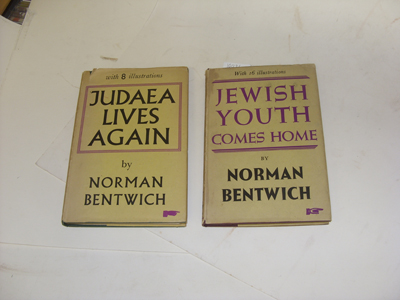 with 8 illustrations
JUDAEA
LIVES
AGAIN
by
NORMAN
BENTWICH
With 16 illustrations
JEWISH
YOUTH
COMES HOME
BY
NORMAN
BENTWICH